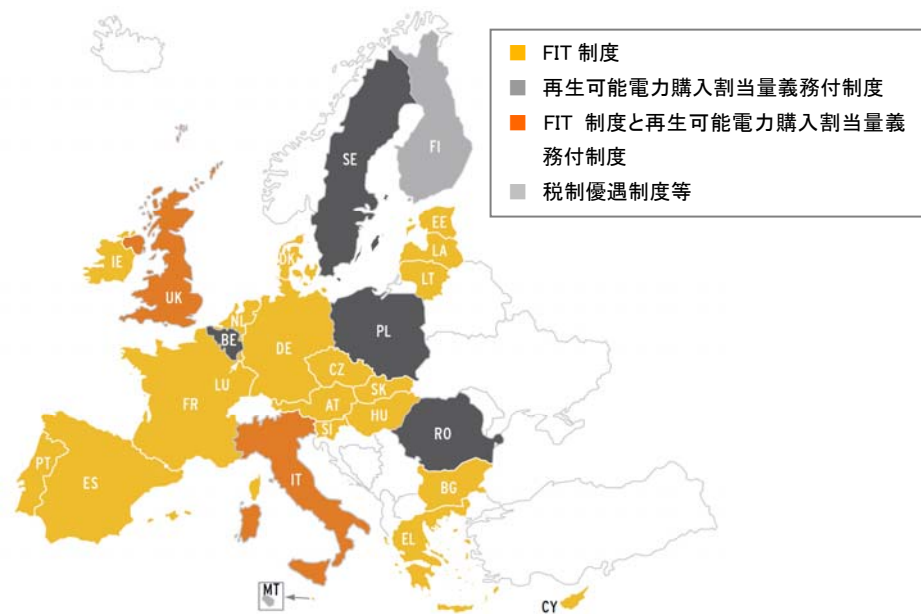 FIT 制度
再生可能電力購入割当量義務付制度
FIT 制度と再生可能電力購入割当量義
務付制度
税制優遇制度等
FI
SE
EE
LA
LT
DK
IE
UK
NL
BE
DE
PL
LU
CZ
SK
FR
AT
HU
SI
RO
PT
ES
IT
BG
EL
MT
CY